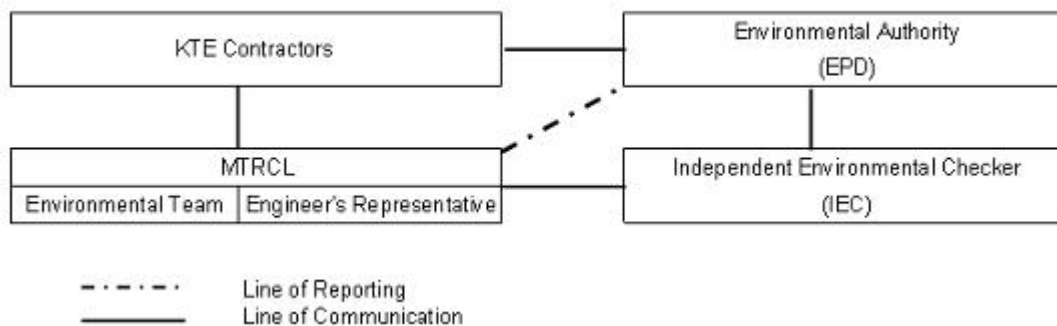 KTE Contractors
Environmental Authority
(EPD)
MTRCL
Environmental Team
Engineer's Representative
Independent Environmental Checker
(IEC)
Line of Reporting
Line of Communication